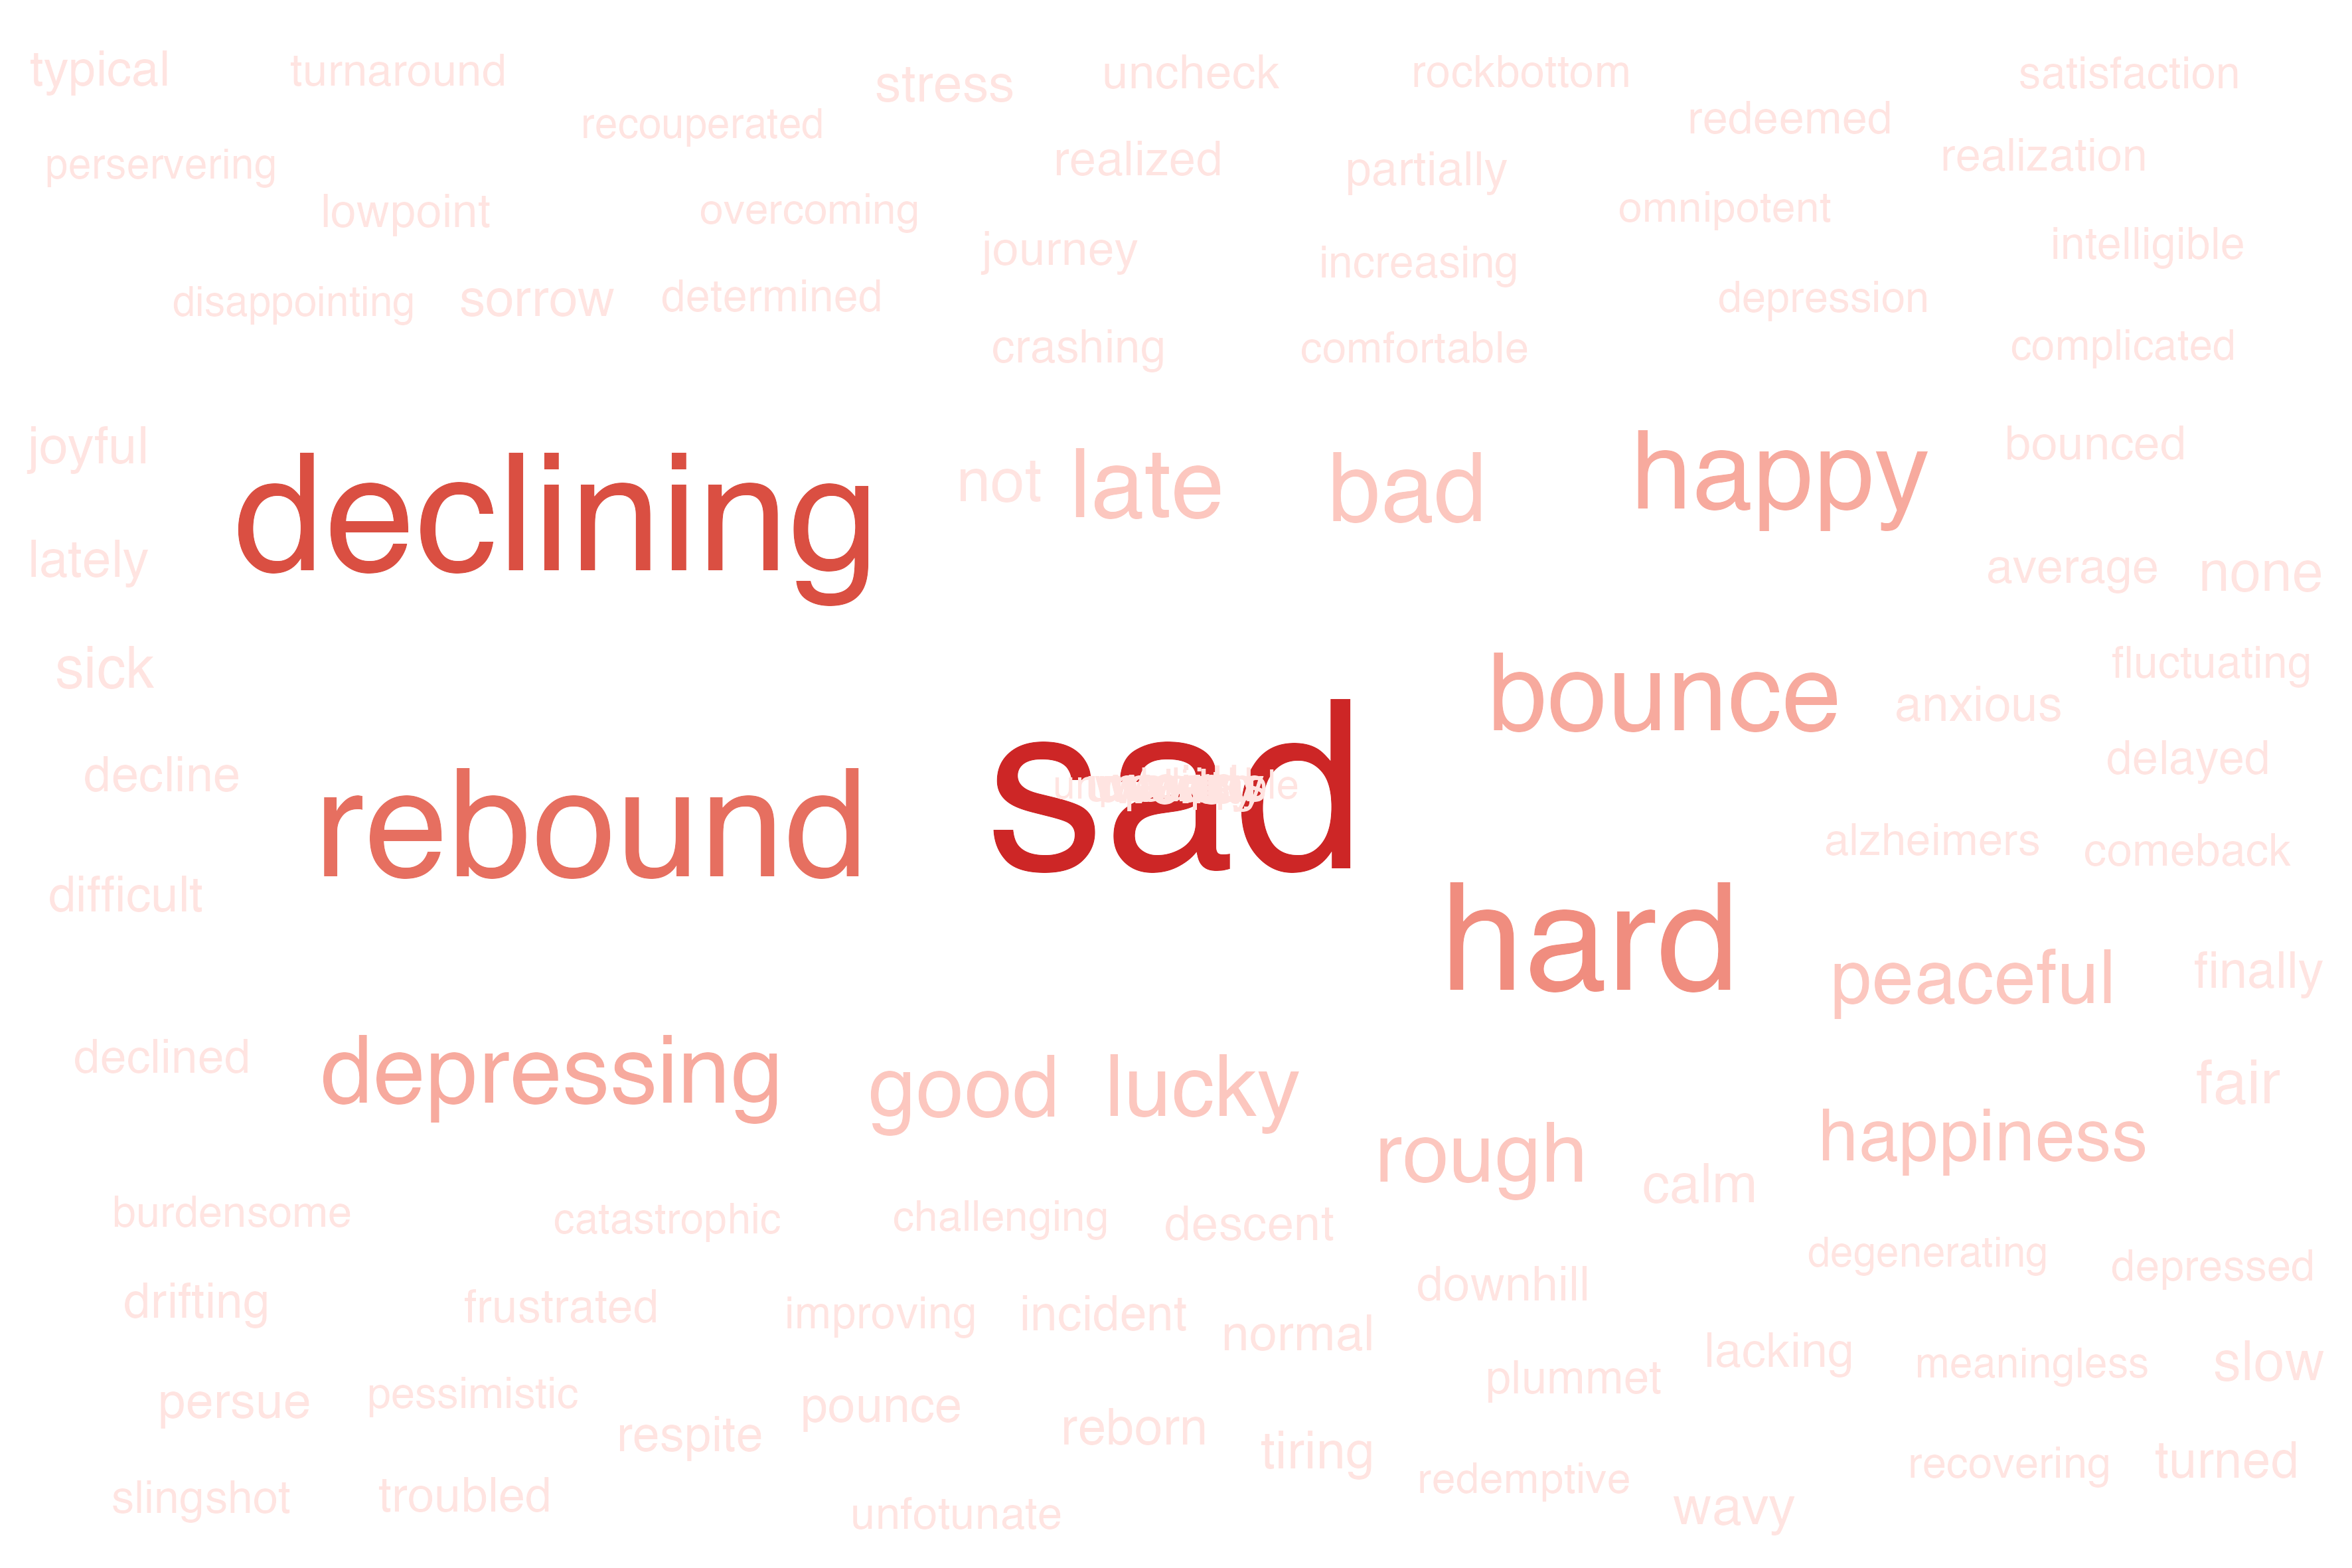 typical turnaround stress uncheck rockbottom satisfaction
recouperated redeemed
perservering realized partially realization
lowpoint overcoming omnipotent
journey increasing intelligible
disappointing sorrow determined depression
crashing comfortable complicated
joyful declining not late bad happy bounced
lately average none
sick bounce anxious fluctuating
decline rebound sad delayed
difficult alzheimers comeback
hard peaceful finally
declined depressing good lucky fair
rough calm happiness
burdensome catastrophic challenging descent
degenerating depressed
drifting frustrated improving incident normal downhill
lacking meaningless slow
persue pessimistic respite pounce reborn tiring plummet
slingshot troubled redemptive recovering turned
unfotunate wavy